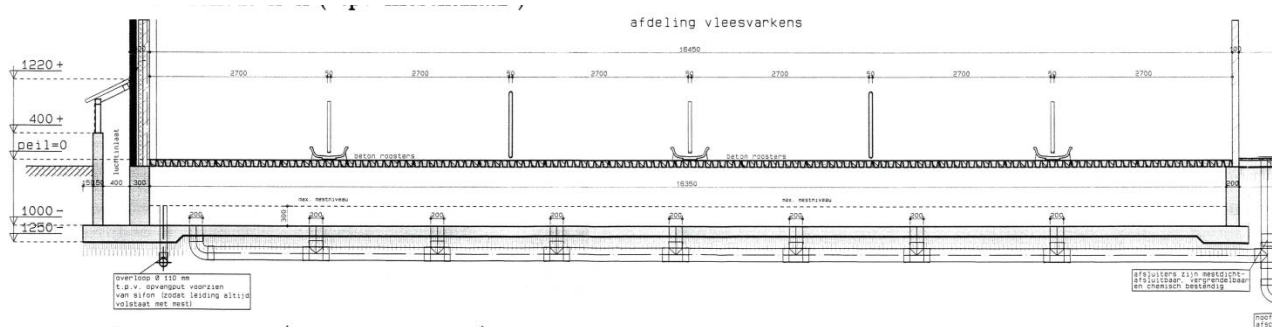 afdeling vleesvarkens
16450
1220 +
2700 50 2700 50 2700 50 2700 50 2700 50 2700
400 +
peil=0
luchtinlaat
beton roosters beton roosters
400 300 16350 200
max. mestniveau max. mestniveau
1000 -
300
200 200 200 200 200 200 200 200
1250 -
overloop Ø 110 mm
t.p.v. opvangput voorzien
van sifon (zodat leiding altijd
volstaat met mest)
afsluiters zijn mestdicht-
afsluitbaar, vergrendelbaar
en chemisch bestendig